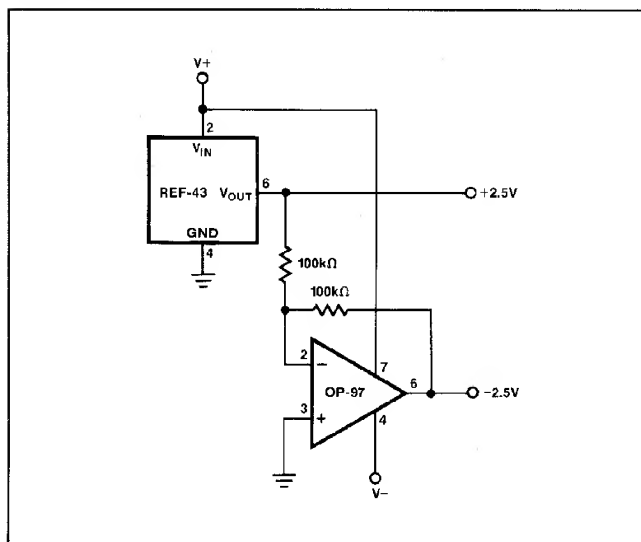 V+
2
VIN
REF-43
VOUT
6
+2.5V
GND
4
100kΩ
100kΩ
2
−
7
OP-97
6
−2.5V
3
+
4
V−